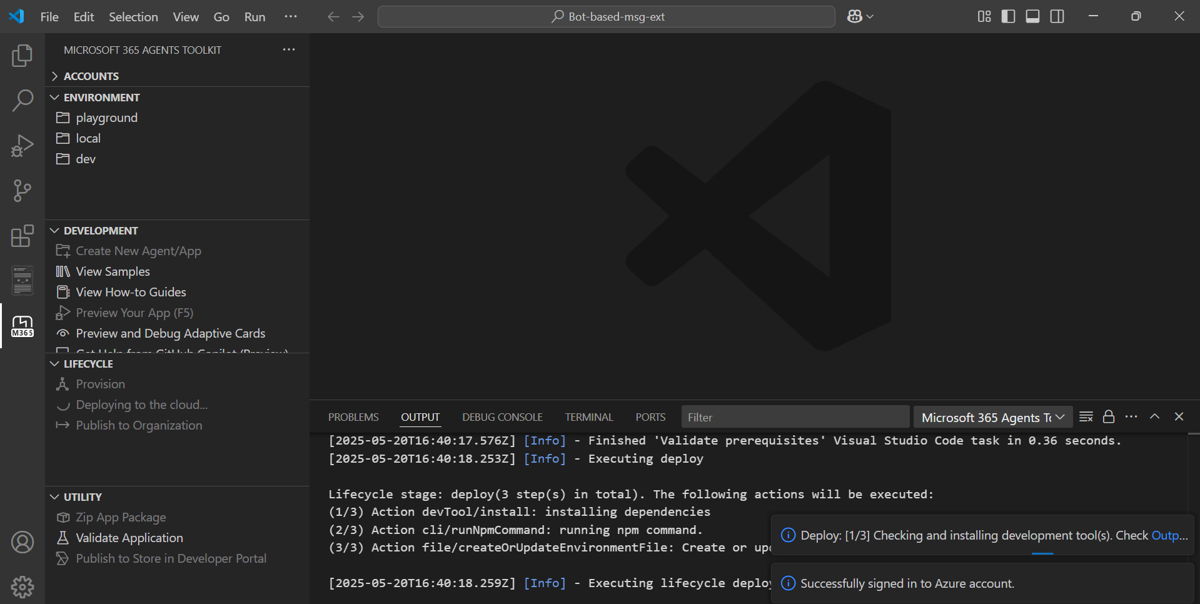 File Edit Selection View Go Run ···
Bot-based-msg-ext
MICROSOFT 365 AGENTS TOOLKIT
ACCOUNTS
ENVIRONMENT
playground
local
dev
DEVELOPMENT
Create New Agent/App
View Samples
View How-to Guides
Preview Your App (F5)
Preview and Debug Adaptive Cards
Get Help from GitHub Copilot (Preview)
LIFECYCLE
Provision
Deploying to the cloud...
Publish to Organization
UTILITY
Zip App Package
Validate Application
Publish to Store in Developer Portal
M365
PROBLEMS OUTPUT DEBUG CONSOLE TERMINAL PORTS Filter Microsoft 365 Agents To
[2025-05-20T16:40:17.576Z] [Info] - Finished 'Validate prerequisites' Visual Studio Code task in 0.36 seconds.
[2025-05-20T16:40:18.253Z] [Info] - Executing deploy
Lifecycle stage: deploy(3 step(s) in total). The following actions will be executed:
(1/3) Action devTool/install: installing dependencies
(2/3) Action cli/runNpmCommand: running npm command.
(3/3) Action file/createOrUpdateEnvironmentFile: Create or upd
[2025-05-20T16:40:18.259Z] [Info] - Executing lifecycle deploy
Deploy: [1/3] Checking and installing development tool(s). Check Outp...
Successfully signed in to Azure account.